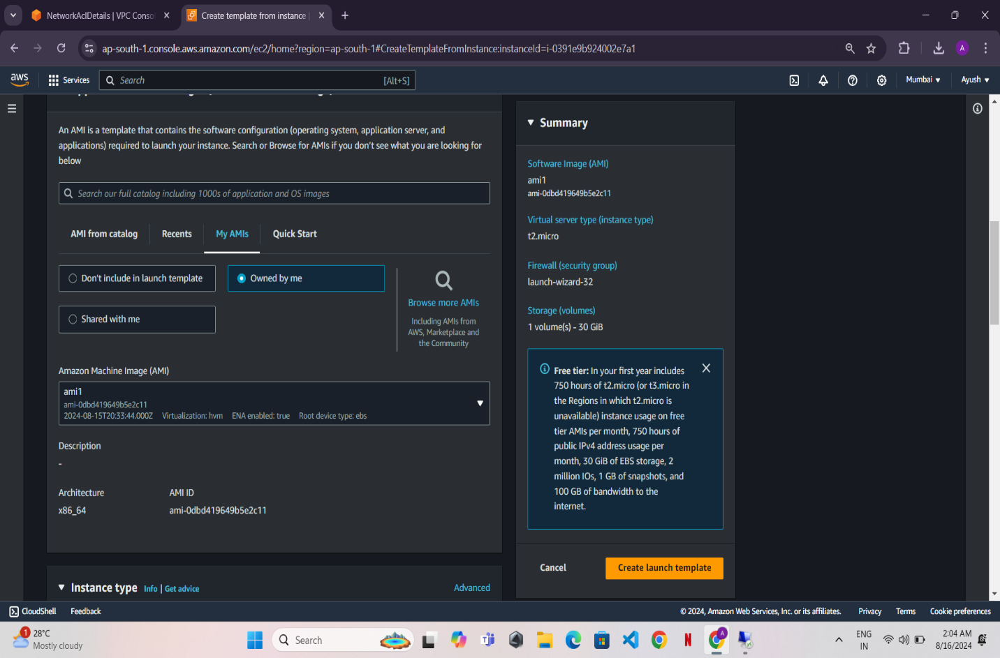 NetworkAclDetails | VPC Conso
Create template from instance |
ap-south-1.console.aws.amazon.com/ec2/home?region=ap-south-1#CreateTemplateFromInstance:instanceId=i-0391e9b924002e7a1
A
aws
Services
Search
[Alt+S]
Mumbai
Ayush
An AMI is a template that contains the software configuration (operating system, application server, and
applications) required to launch your instance. Search or Browse for AMIs if you don't see what you are looking for
below
Search our full catalog including 1000s of application and OS images
AMI from catalog
Recents
My AMIs
Quick Start
Don't include in launch template
Owned by me
Shared with me
Browse more AMIs
Including AMIs from
AWS, Marketplace and
the Community
Amazon Machine Image (AMI)
ami1
ami-0dbd419649b5e2c11
2024-08-15T20:33:44.000Z Virtualization: hvm ENA enabled: true Root device type: ebs
Description
-
Architecture
AMI ID
x86_64
ami-0dbd419649b5e2c11
Instance type Info | Get advice
Advanced
Summary
Software Image (AMI)
ami1
ami-0dbd419649b5e2c11
Virtual server type (instance type)
t2.micro
Firewall (security group)
launch-wizard-32
Storage (volumes)
1 volume(s) - 30 GiB
Free tier: In your first year includes
750 hours of t2.micro (or t3.micro in
the Regions in which t2.micro is
unavailable) instance usage on free
tier AMIs per month, 750 hours of
public IPv4 address usage per
month, 30 GiB of EBS storage, 2
million IOs, 1 GB of snapshots, and
100 GB of bandwidth to the
internet.
Cancel
Create launch template
CloudShell
Feedback
© 2024, Amazon Web Services, Inc. or its affiliates.
Privacy
Terms
Cookie preferences
1
28°C
Mostly cloudy
Search
N
A
ENG
IN
2:04 AM
8/16/2024